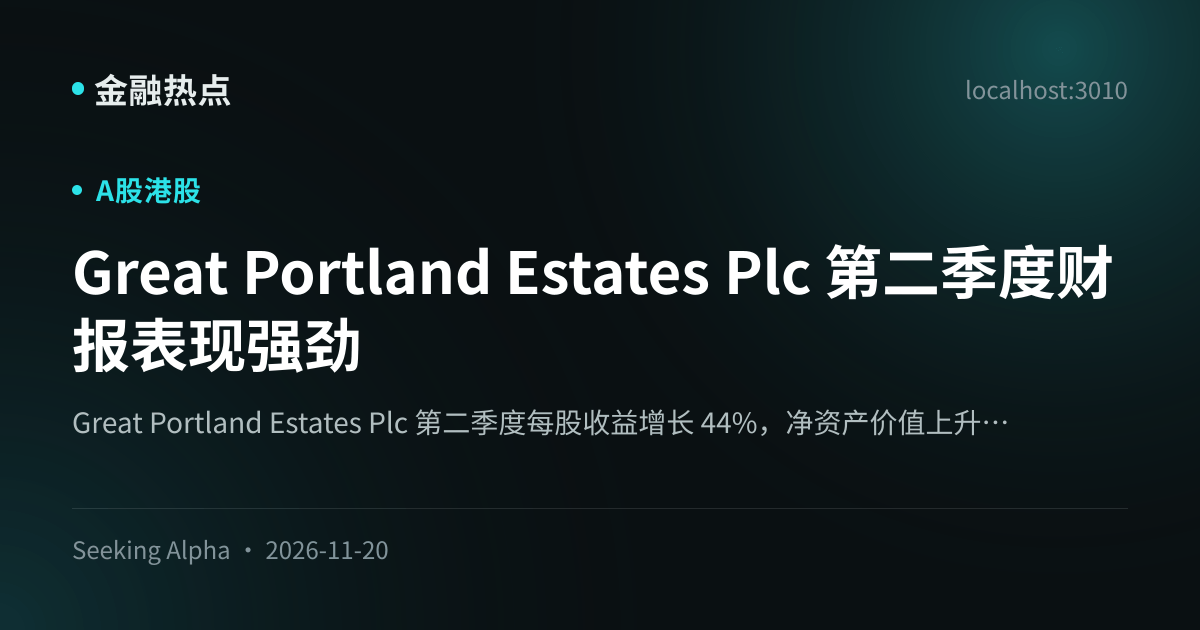 金融热点
localhost:3010
A股港股
Great Portland Estates Plc 第二季度财
报表现强劲
Great Portland Estates Plc 第二季度每股收益增长 44%，净资产价值上升…
Seeking Alpha · 2026-11-20